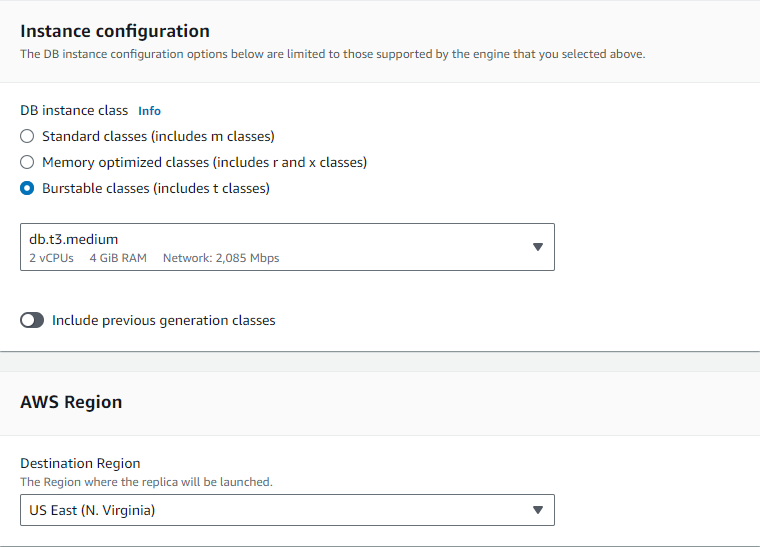 Instance configuration
The DB instance configuration options below are limited to those supported by the engine that you selected above.
DB instance class Info
Standard classes (includes m classes)
Memory optimized classes (includes r and x classes)
Burstable classes (includes t classes)
db.t3.medium
2 vCPUs 4 GiB RAM Network: 2,085 Mbps
Include previous generation classes
AWS Region
Destination Region
The Region where the replica will be launched.
US East (N. Virginia)